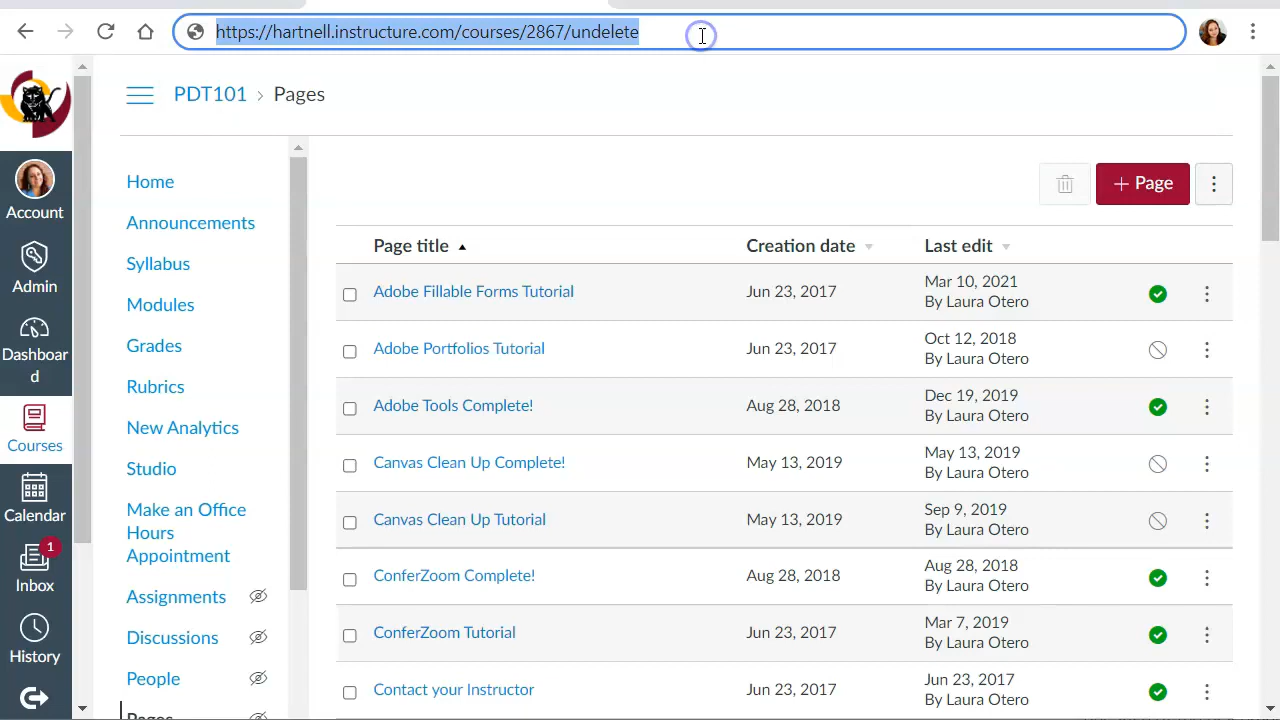 https://hartnell.instructure.com/courses/2867/undelete
PDT101 > Pages
Account
Admin
Dashboar
d
Courses
Calendar
1
Inbox
History
Home
Announcements
Syllabus
Modules
Grades
Rubrics
New Analytics
Studio
Make an Office
Hours
Appointment
Assignments
Discussions
People
Pages
+ Page
Page title Creation date Last edit
Adobe Fillable Forms Tutorial Jun 23, 2017 Mar 10, 2021
By Laura Otero
Adobe Portfolios Tutorial Jun 23, 2017 Oct 12, 2018
By Laura Otero
Adobe Tools Complete! Aug 28, 2018 Dec 19, 2019
By Laura Otero
Canvas Clean Up Complete! May 13, 2019 May 13, 2019
By Laura Otero
Canvas Clean Up Tutorial May 13, 2019 Sep 9, 2019
By Laura Otero
ConferZoom Complete! Aug 28, 2018 Aug 28, 2018
By Laura Otero
ConferZoom Tutorial Jun 23, 2017 Mar 7, 2019
By Laura Otero
Contact your Instructor Jun 23, 2017 Jun 23, 2017
By Laura Otero